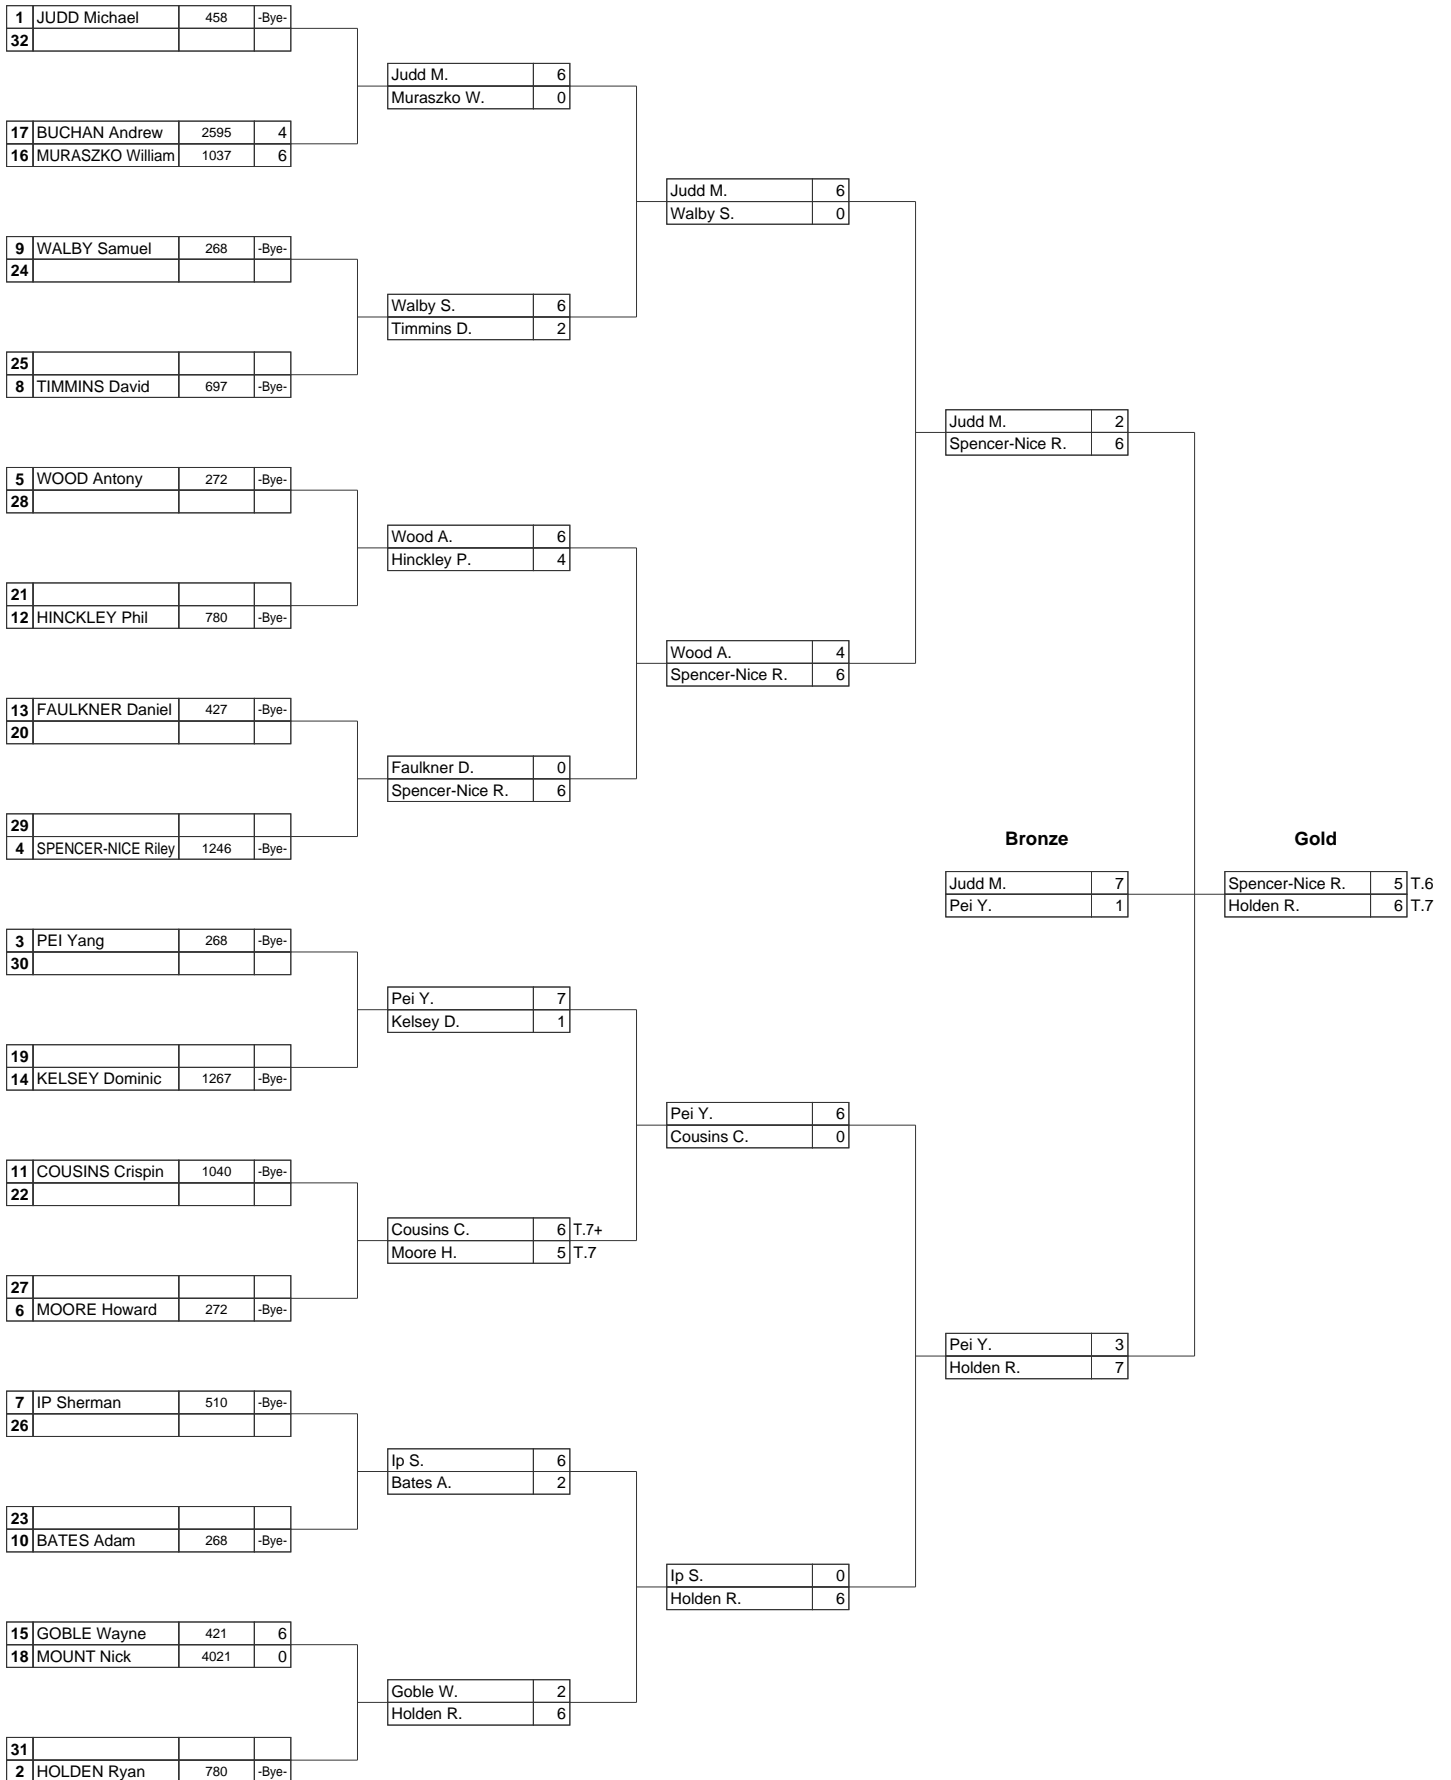 1 JUDD Michael 458 -Bye-
32
Judd M. 6
Muraszko W. 0
17 BUCHAN Andrew 2595 4
16 MURASZKO William 1037 6
Judd M. 6
Walby S. 0
9 WALBY Samuel 268 -Bye-
24
Walby S. 6
Timmins D. 2
25
8 TIMMINS David 697 -Bye-
Judd M. 2
Spencer-Nice R. 6
5 WOOD Antony 272 -Bye-
28
Wood A. 6
Hinckley P. 4
21
12 HINCKLEY Phil 780 -Bye-
Wood A. 4
Spencer-Nice R. 6
13 FAULKNER Daniel 427 -Bye-
20
Faulkner D. 0
Spencer-Nice R. 6
29
4 SPENCER-NICE Riley 1246 -Bye-
Bronze Gold
Judd M. 7 Spencer-Nice R. 5 T.6
Pei Y. 1 Holden R. 6 T.7
3 PEI Yang 268 -Bye-
30
Pei Y. 7
Kelsey D. 1
19
14 KELSEY Dominic 1267 -Bye-
Pei Y. 6
Cousins C. 0
11 COUSINS Crispin 1040 -Bye-
22
Cousins C. 6 T.7+
Moore H. 5 T.7
27
6 MOORE Howard 272 -Bye-
Pei Y. 3
Holden R. 7
7 IP Sherman 510 -Bye-
26
Ip S. 6
Bates A. 2
23
10 BATES Adam 268 -Bye-
Ip S. 0
Holden R. 6
15 GOBLE Wayne 421 6
18 MOUNT Nick 4021 0
Goble W. 2
Holden R. 6
31
2 HOLDEN Ryan 780 -Bye-